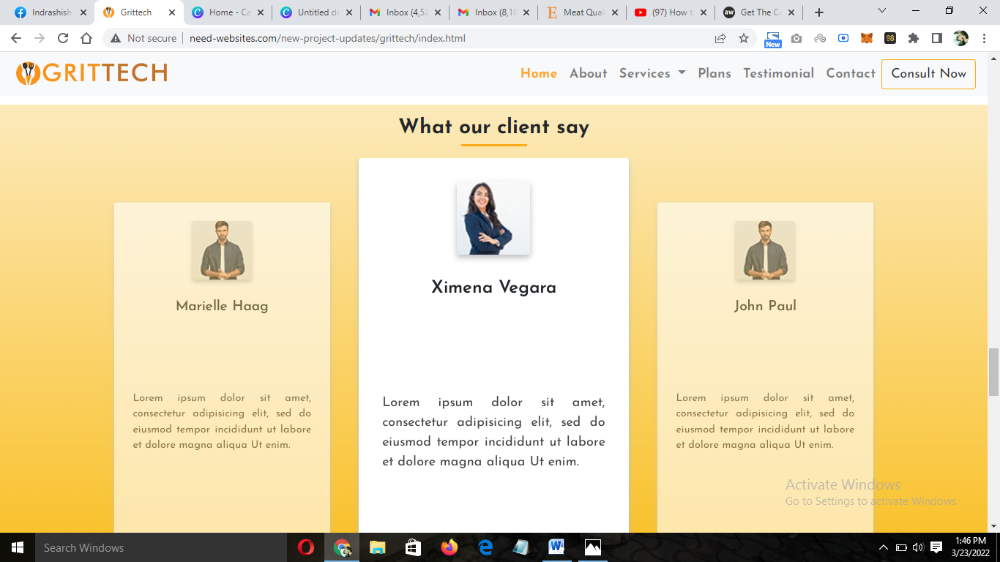 Indrashish
Grittech
Home - Ca
Untitled de
Inbox (4,52
Inbox (8,18
Meat Qual
(97) How t
Get The Co
Not secure
need-websites.com/new-project-updates/grittech/index.html
New
98
GRITTECH
Home
About
Services
Plans
Testimonial
Contact
Consult Now
What our client say
Marielle Haag
Lorem ipsum dolor sit amet,
consectetur adipisicing elit, sed do
eiusmod tempor incididunt ut labore
et dolore magna aliqua Ut enim.
Ximena Vegara
Lorem ipsum dolor sit amet,
consectetur adipisicing elit, sed do
eiusmod tempor incididunt ut labore
et dolore magna aliqua Ut enim.
John Paul
Lorem ipsum dolor sit amet,
consectetur adipisicing elit, sed do
eiusmod tempor incididunt ut labore
et dolore magna aliqua Ut enim.
Activate Windows
Go to Settings to activate Windows.
Search Windows
1:46 PM
3/23/2022